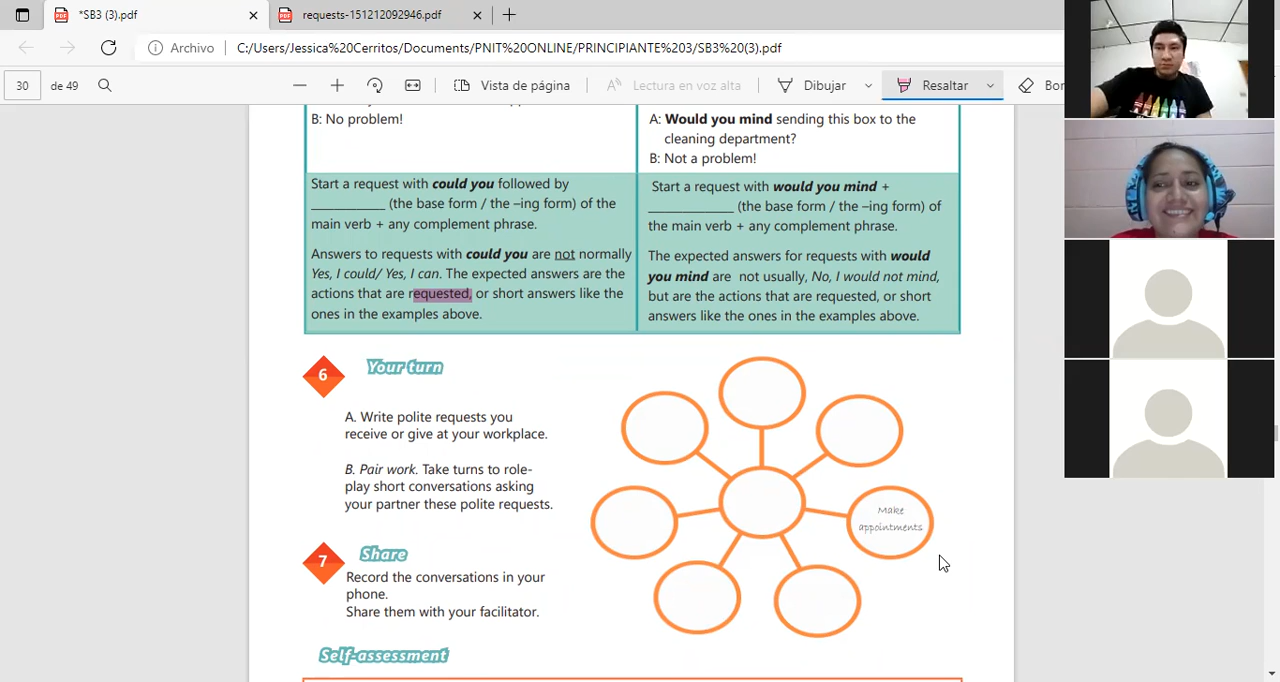 *SB3 (3).pdf
requests-151212092946.pdf
Archivo
C:/Users/Jessica%20Cerritos/Documents/PNIT%20ONLINE/PRINCIPIANTE%203/SB3%20(3).pdf
30
de 49
Vista de página
Lectura en voz alta
Dibujar
Resaltar
Bor
B: No problem!
A: Would you mind sending this box to the
cleaning department?
B: Not a problem!
Start a request with could you followed by
___________ (the base form / the –ing form) of the
main verb + any complement phrase.
Answers to requests with could you are not normally
Yes, I could/ Yes, I can. The expected answers are the
actions that are requested, or short answers like the
ones in the examples above.
Start a request with would you mind +
_____________ (the base form / the –ing form) of
the main verb + any complement phrase.
The expected answers for requests with would
you mind are  not usually, No, I would not mind,
but are the actions that are requested, or short
answers like the ones in the examples above.
6
Your turn
A. Write polite requests you
receive or give at your workplace.
B. Pair work. Take turns to role-
play short conversations asking
your partner these polite requests.
Make
appointments
7
Share
Record the conversations in your
phone.
Share them with your facilitator.
Self-assessment